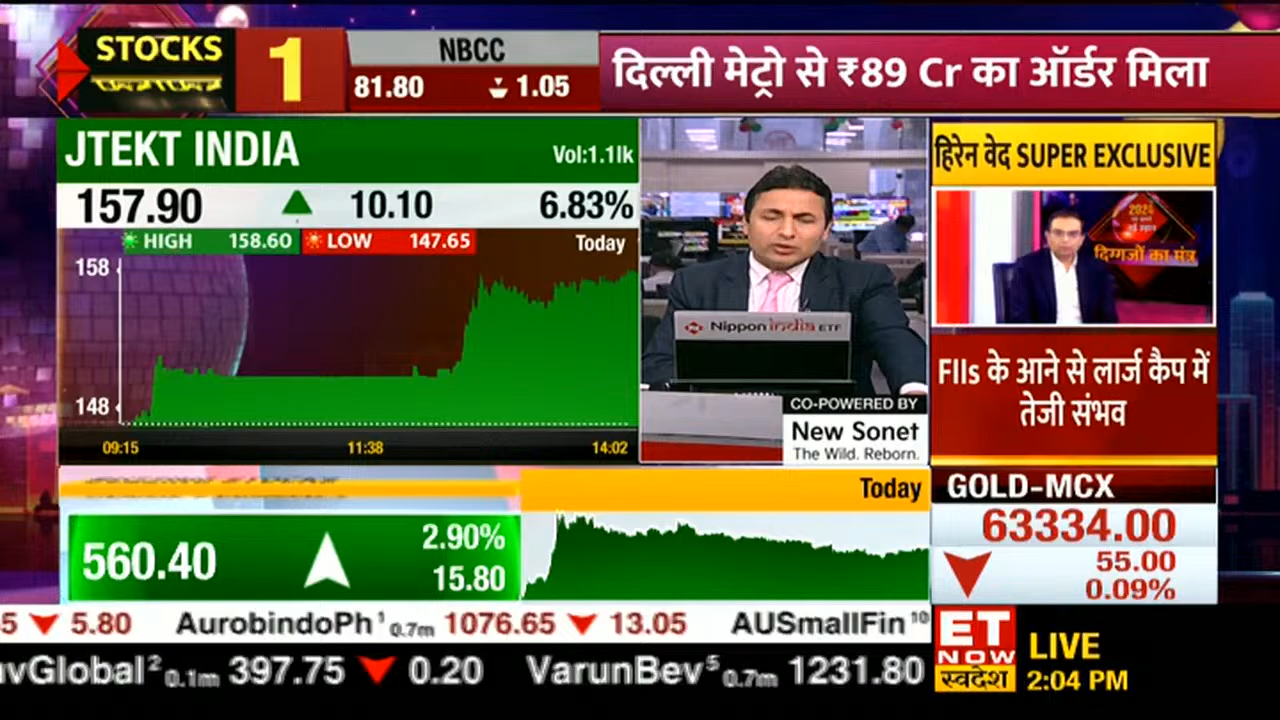 STOCKS
1
NBCC
81.80 1.05
दिल्ली मेट्रो से ₹89 Cr का ऑर्डर मिला
JTEKT INDIA
Vol:1.1lk
157.90 10.10 6.83%
HIGH 158.60 LOW 147.65 Today
158
148
09:15 11:38 14:02
Nippon india ETF
CO-POWERED BY
New Sonet
The Wild. Reborn.
हिरेन वेद SUPER EXCLUSIVE
2024
दिग्गजों का मंत्र
FIIs के आने से लार्ज कैप में
तेजी संभव
Today
560.40
2.90%
15.80
GOLD-MCX
63334.00
55.00
0.09%
5 5.80 AurobindoPh 1 0.7m 1076.65 13.05 AUSmallFin 10
wGlobal 2 0.1m 397.75 0.20 VarunBev 5 0.7m 1231.80
ET
NOW
स्वदेश
LIVE
2:04 PM